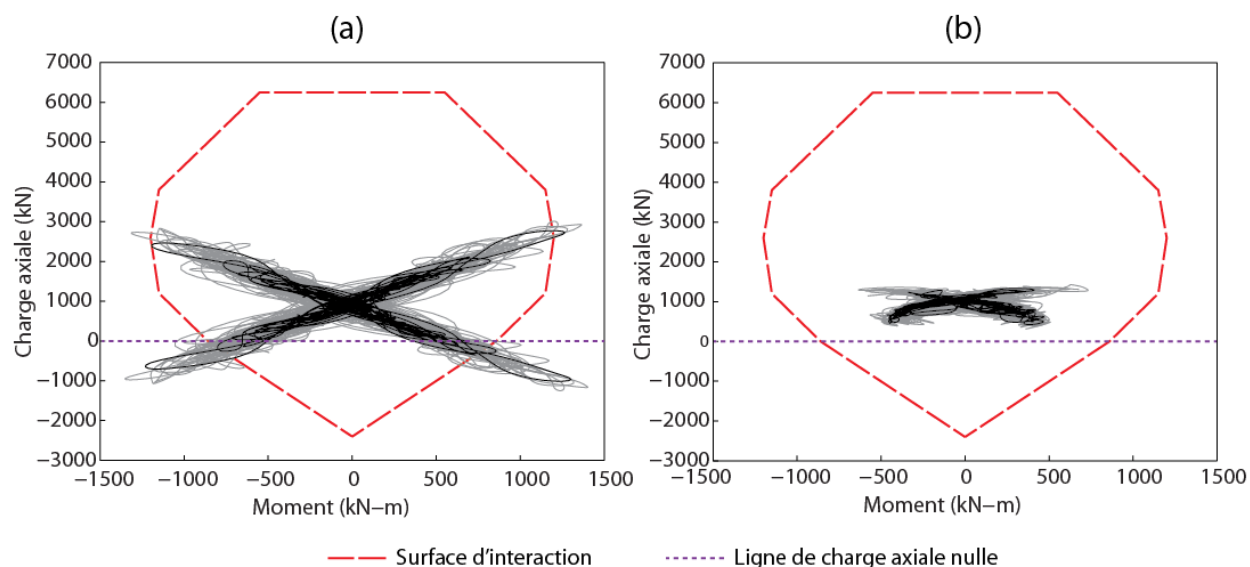 (a)
(b)
7000
6000
5000
4000
3000
2000
1000
0
−1000
−2000
−3000
Charge axiale (kN)
−1500 −1000 −500 0 500 1000 1500
Moment (kN−m)
7000
6000
5000
4000
3000
2000
1000
0
−1000
−2000
−3000
Charge axiale (kN)
−1500 −1000 −500 0 500 1000 1500
Moment (kN−m)
Surface d'interaction
Ligne de charge axiale nulle